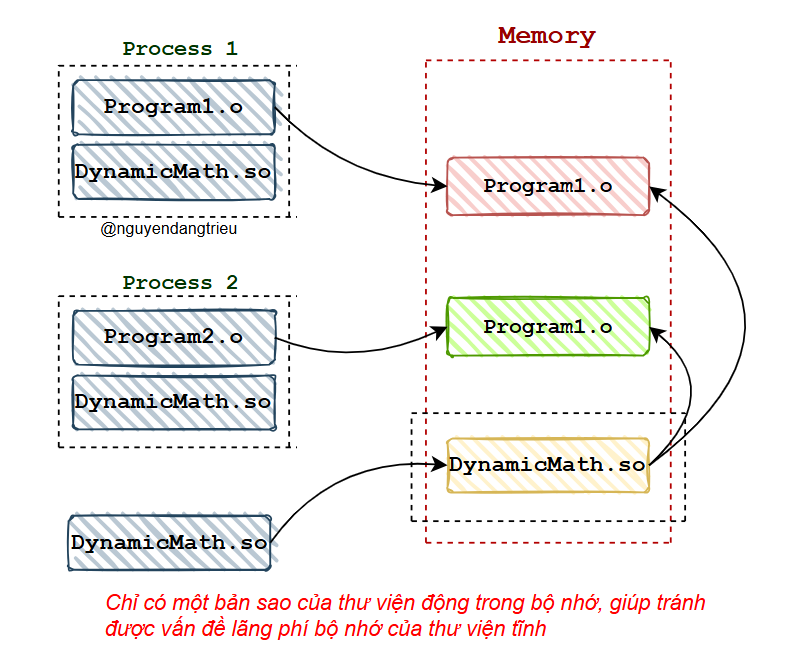 Process 1
Program1.o
DynamicMath.so
@nguyendangtrieu
Process 2
Program2.o
DynamicMath.so
DynamicMath.so
Memory
Program1.o
Program1.o
DynamicMath.so
Chỉ có một bản sao của thư viện động trong bộ nhớ, giúp tránh
được vấn đề lãng phí bộ nhớ của thư viện tĩnh